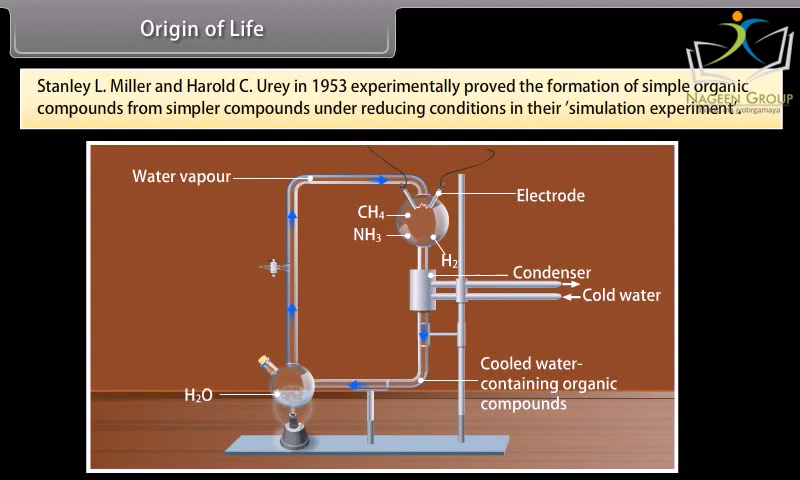 Origin of Life
Stanley L. Miller and Harold C. Urey in 1953 experimentally proved the formation of simple organic
compounds from simpler compounds under reducing conditions in their 'simulation experiment'.
NAGEEN GROUP
jyotirgamaya
Water vapour
Electrode
CH₄
NH₃
H₂
Condenser
Cold water
Cooled water-
containing organic
compounds
H₂O